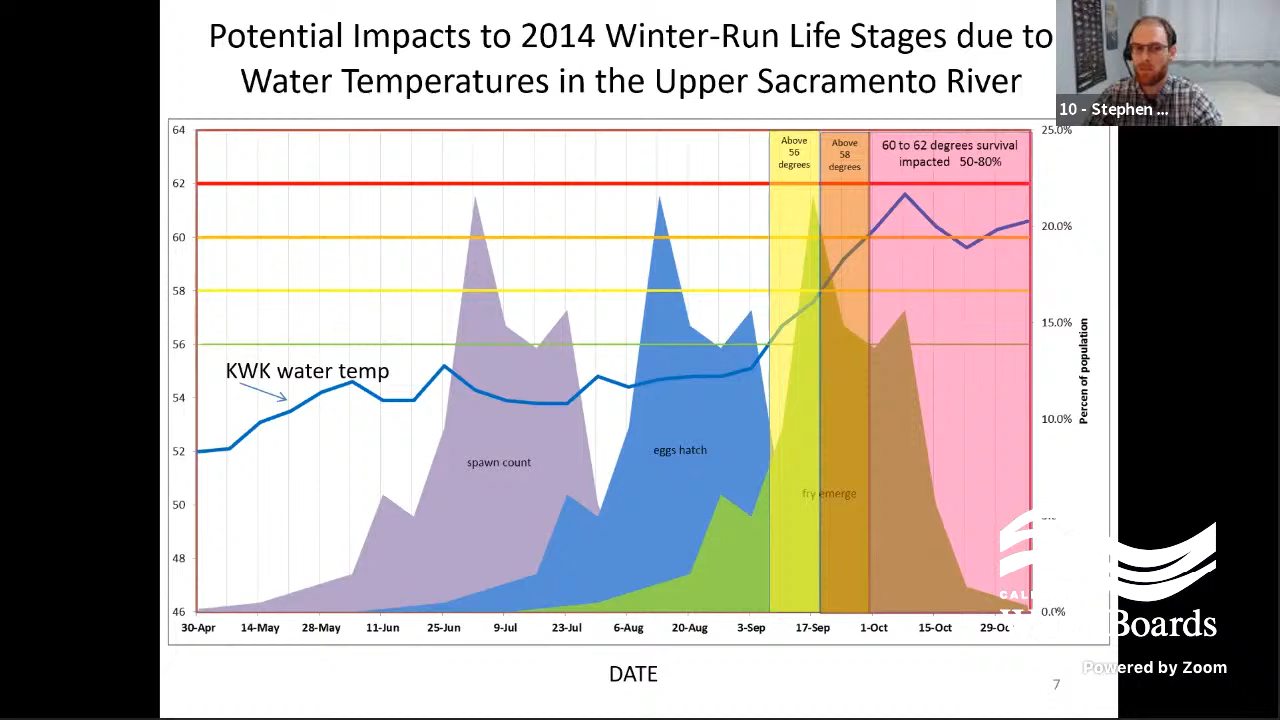 Potential Impacts to 2014 Winter-Run Life Stages due to
Water Temperatures in the Upper Sacramento River
10 - Stephen ...
64
62
60
58
56
54
52
50
48
46
25.0%
20.0%
15.0%
10.0%
0.0%
Percen of population
Above
56
degrees
Above
58
degrees
60 to 62 degrees survival
impacted 50-80%
KWK water temp
spawn count
eggs hatch
fry emerge
30-Apr 14-May 28-May 11-Jun 25-Jun 9-Jul 23-Jul 6-Aug 20-Aug 3-Sep 17-Sep 1-Oct 15-Oct 29-Oct
DATE
7
Boards
Powered by Zoom